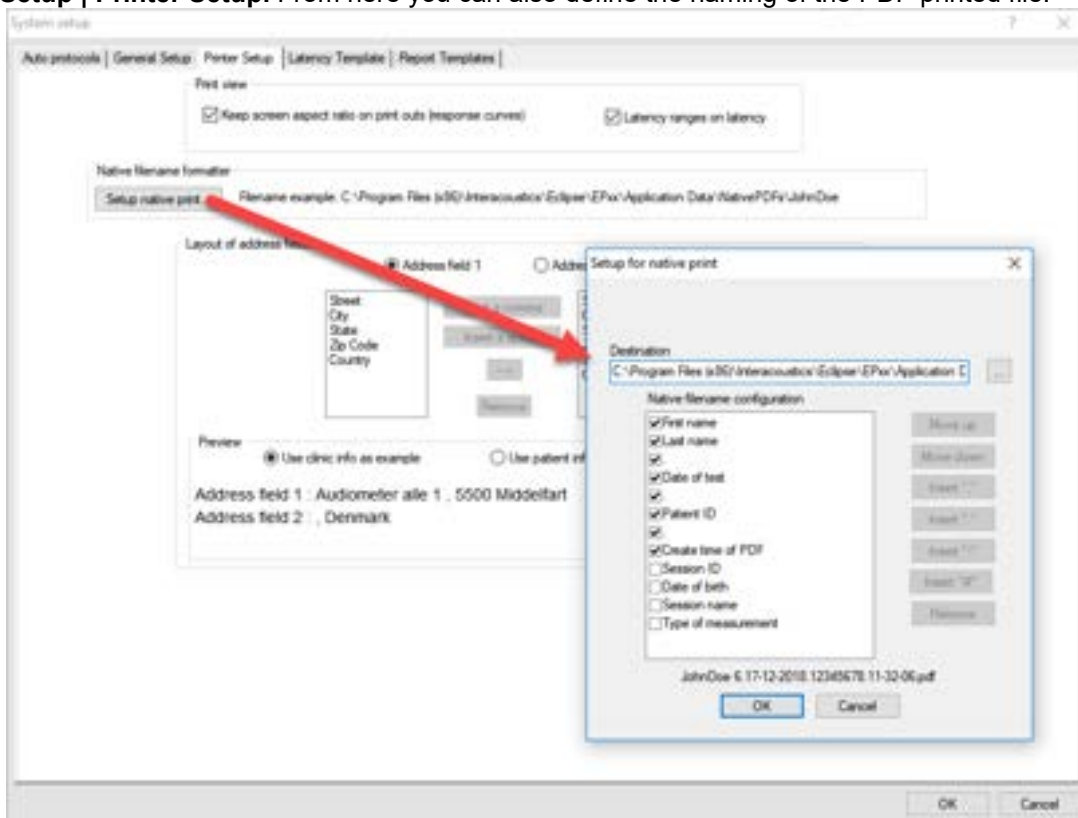 Setup | Printer Setup. From here you can also define the naming of the PDF printed file.
System setup
Auto protocols | General Setup | Printer Setup | Latency Template | Report Templates |
Print view
Keep screen aspect ratio on print outs (response curves) Latency ranges on latency
Native filename formatter
Setup native print Filename example: C:\Program Files (x86)\Interacoustics\Eclipse\EPxx\Application Data\NativePDFs\JohnDoe
Layout of address
Address field 1
Street
City
State
Zip Code
Country
Remove
Preview
Use clinic info as example Use patient inf
Address field 1 : Audiometer alle 1 , 5500 Middelfart
Address field 2 : , Denmark
Setup for native print
Destination
C:\Program Files (x86)\Interacoustics\Eclipse\EPxx\Application D
...
Native filename configuration
First name
Last name
Date of test
Patient ID
Create time of PDF
Session ID
Date of birth
Session name
Type of measurement
Move up
Move down
Remove
JohnDoe 6.17-12-2018.12345678.11-32-06.pdf
OK Cancel
OK Cancel